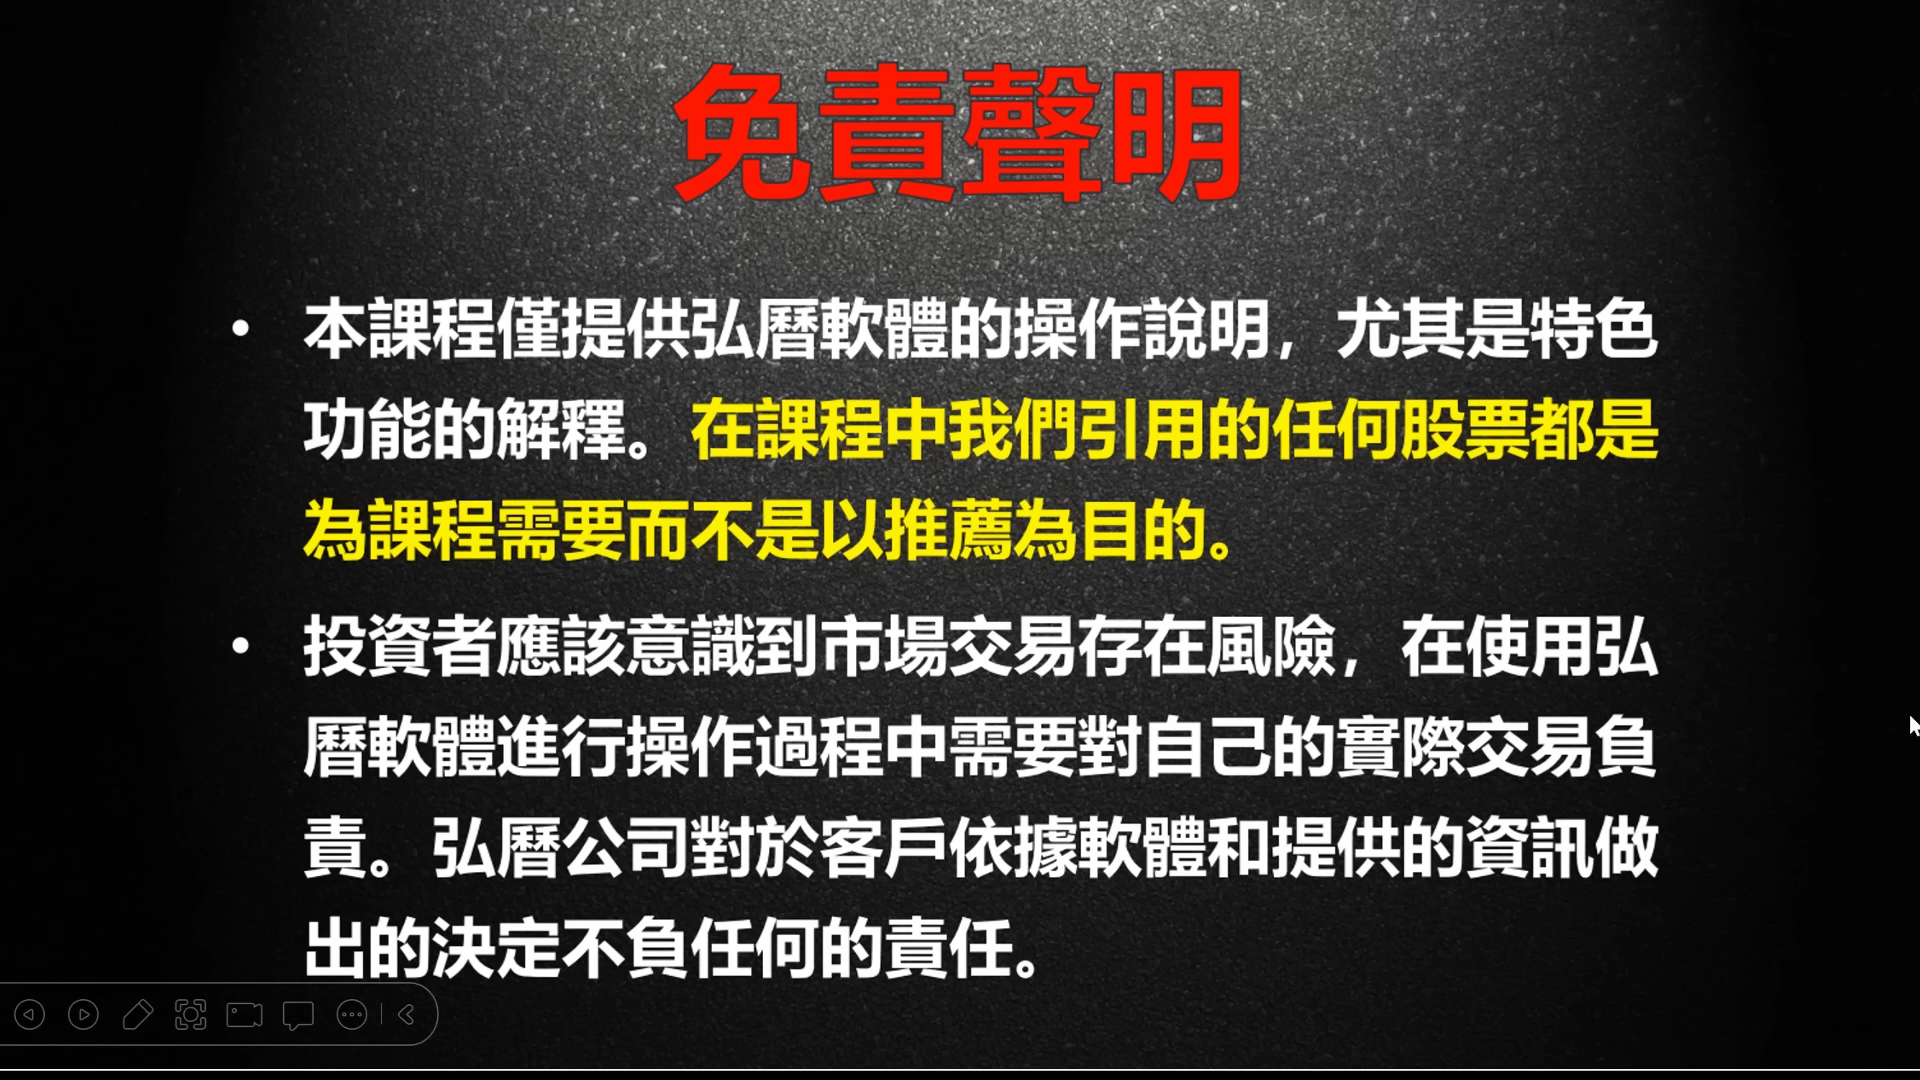 免責聲明
• 本課程僅提供弘曆軟體的操作說明，尤其是特色
功能的解釋。在課程中我們引用的任何股票都是
為課程需要而不是以推薦為目的。
• 投資者應該意識到市場交易存在風險，在使用弘
曆軟體進行操作過程中需要對自己的實際交易負
責。弘曆公司對於客戶依據軟體和提供的資訊做
出的決定不負任何的責任。